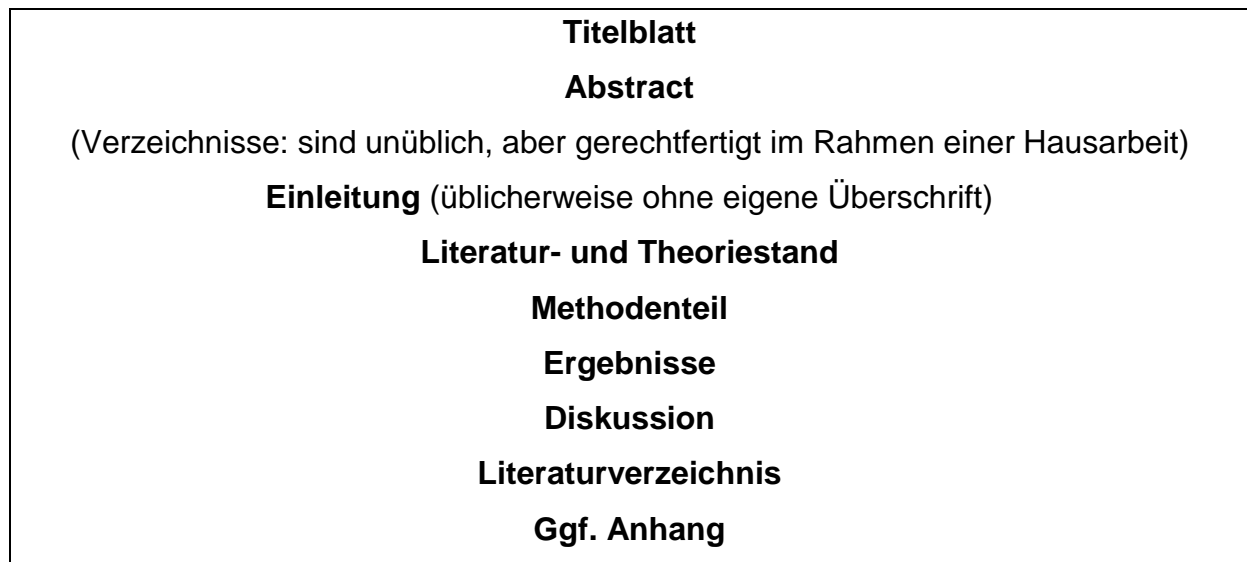 Titelblatt
Abstract
(Verzeichnisse: sind unüblich, aber gerechtfertigt im Rahmen einer Hausarbeit)
Einleitung (üblicherweise ohne eigene Überschrift)
Literatur- und Theoriestand
Methodenteil
Ergebnisse
Diskussion
Literaturverzeichnis
Ggf. Anhang